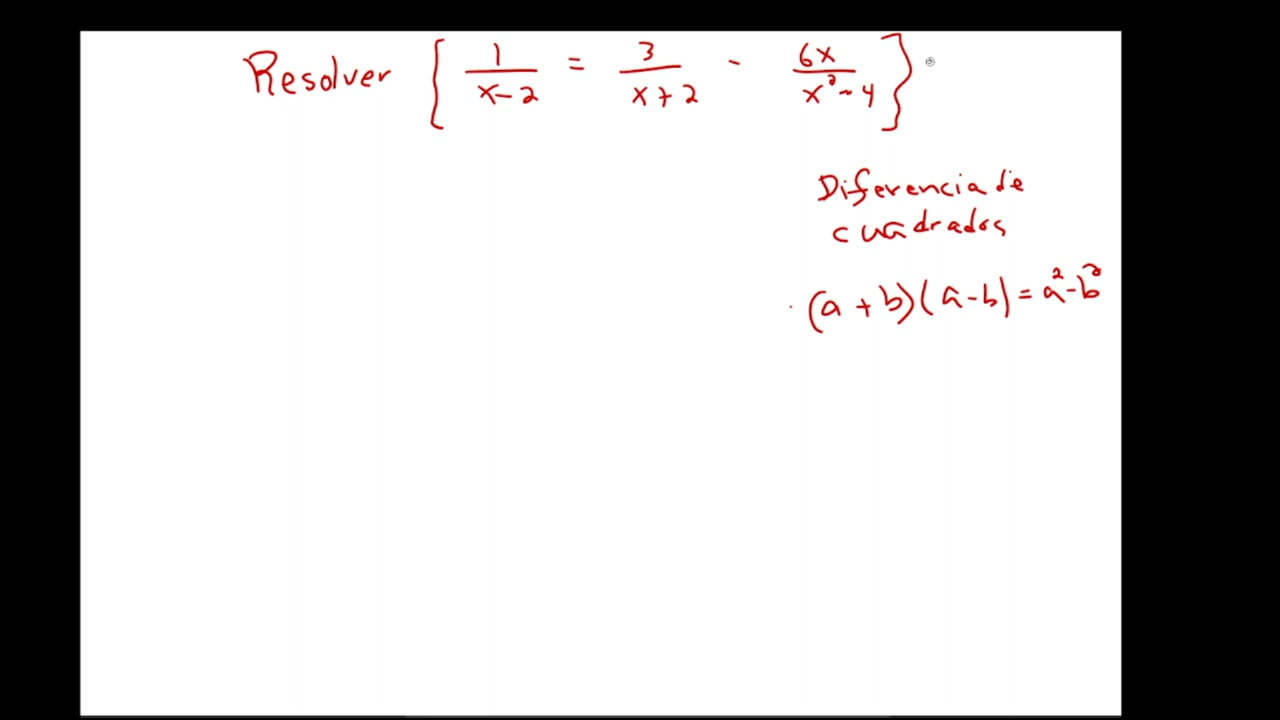 Resolver { 1/(x-2) = 3/(x+2) - 6x/(x²-4) }
Diferencia de
cuadrados
(a + b)(a-b) = a²-b²